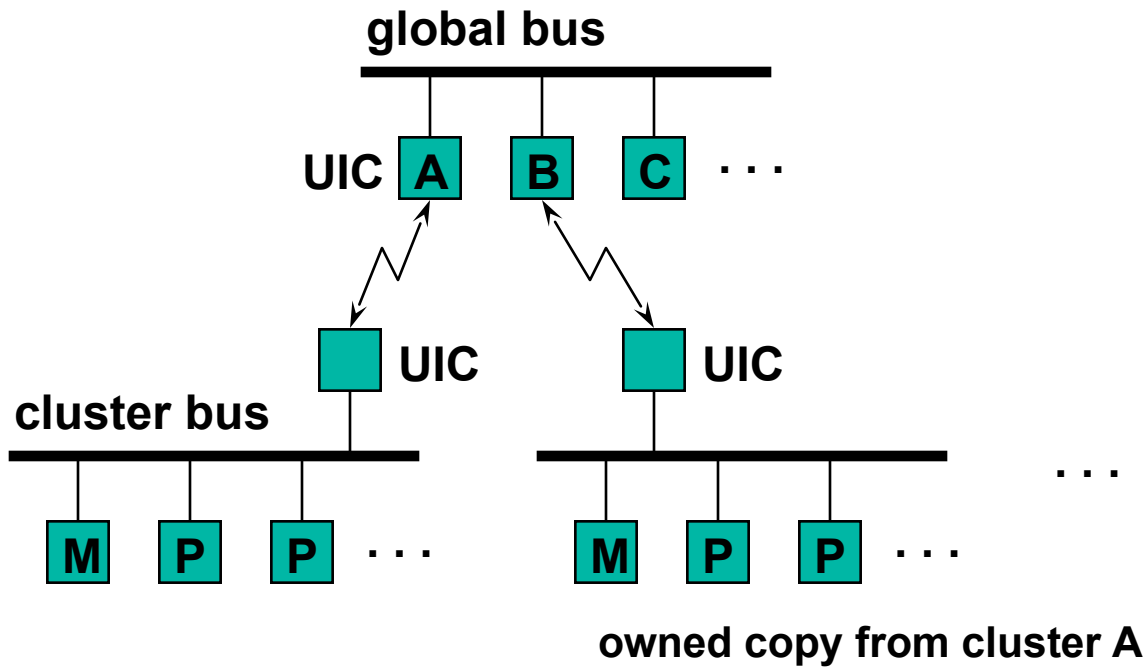 global bus
UIC A B C . . .
UIC UIC
cluster bus
. . .
M P P . . . M P P . . .
owned copy from cluster A